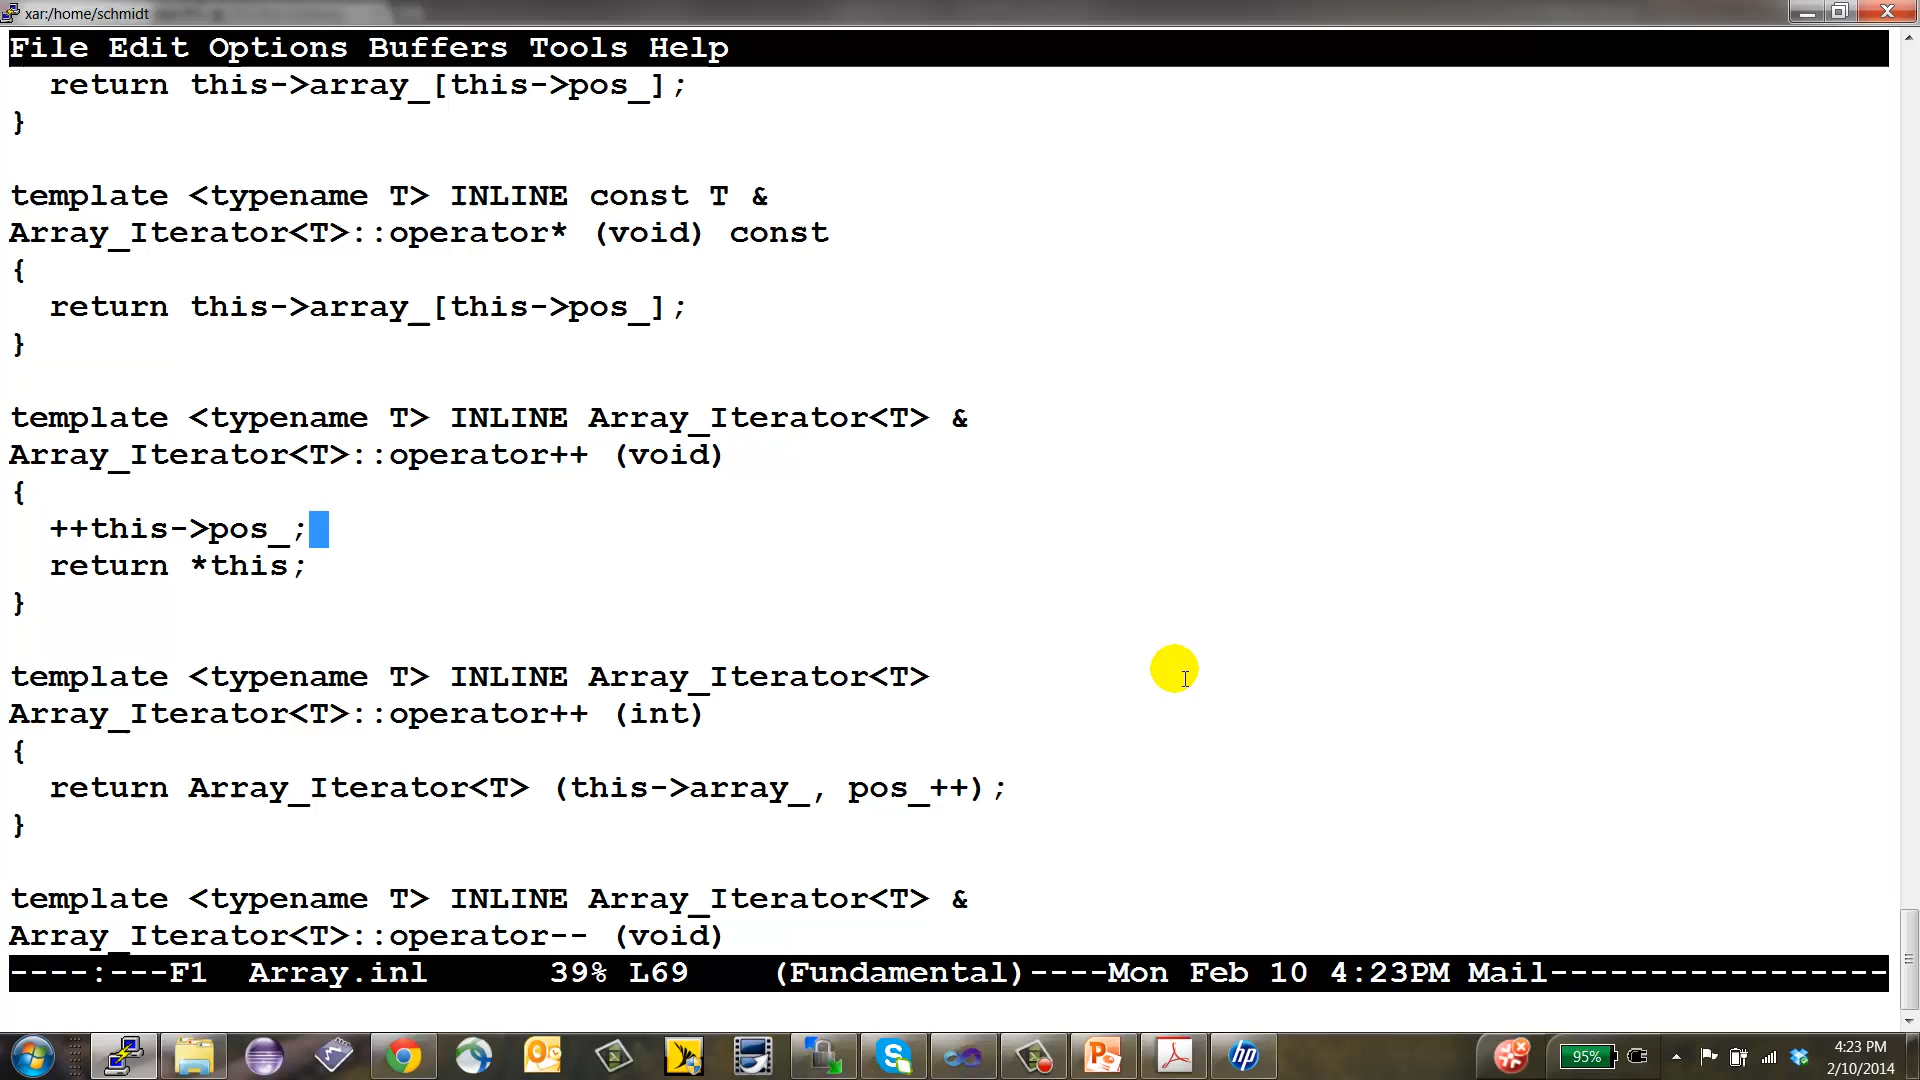 xar:/home/schmidt
File Edit Options Buffers Tools Help
  return this->array_[this->pos_];
}
template <typename T> INLINE const T &
Array_Iterator<T>::operator* (void) const
{
  return this->array_[this->pos_];
}
template <typename T> INLINE Array_Iterator<T> &
Array_Iterator<T>::operator++ (void)
{
  ++this->pos_;
  return *this;
}
template <typename T> INLINE Array_Iterator<T>
Array_Iterator<T>::operator++ (int)
{
  return Array_Iterator<T> (this->array_, pos_++);
}
template <typename T> INLINE Array_Iterator<T> &
Array_Iterator<T>::operator-- (void)
----:---F1  Array.inl      39% L69    (Fundamental)----Mon Feb 10 4:23PM Mail-----------------
95%
4:23 PM
2/10/2014